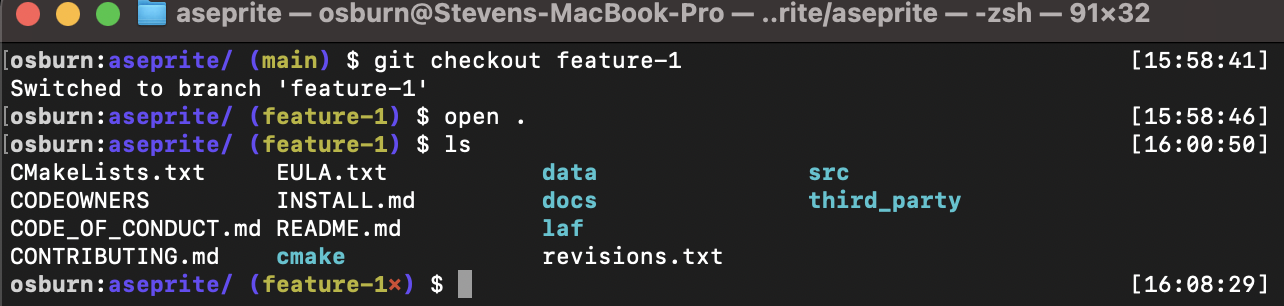 aseprite — osburn@Stevens-MacBook-Pro — ..rite/aseprite — -zsh — 91×32
[osburn:aseprite/ (main) $ git checkout feature-1 [15:58:41]
Switched to branch 'feature-1'
[osburn:aseprite/ (feature-1) $ open . [15:58:46]
[osburn:aseprite/ (feature-1) $ ls [16:00:50]
CMakeLists.txt EULA.txt data src
CODEOWNERS INSTALL.md docs third_party
CODE_OF_CONDUCT.md README.md laf
CONTRIBUTING.md cmake revisions.txt
osburn:aseprite/ (feature-1×) $ [16:08:29]